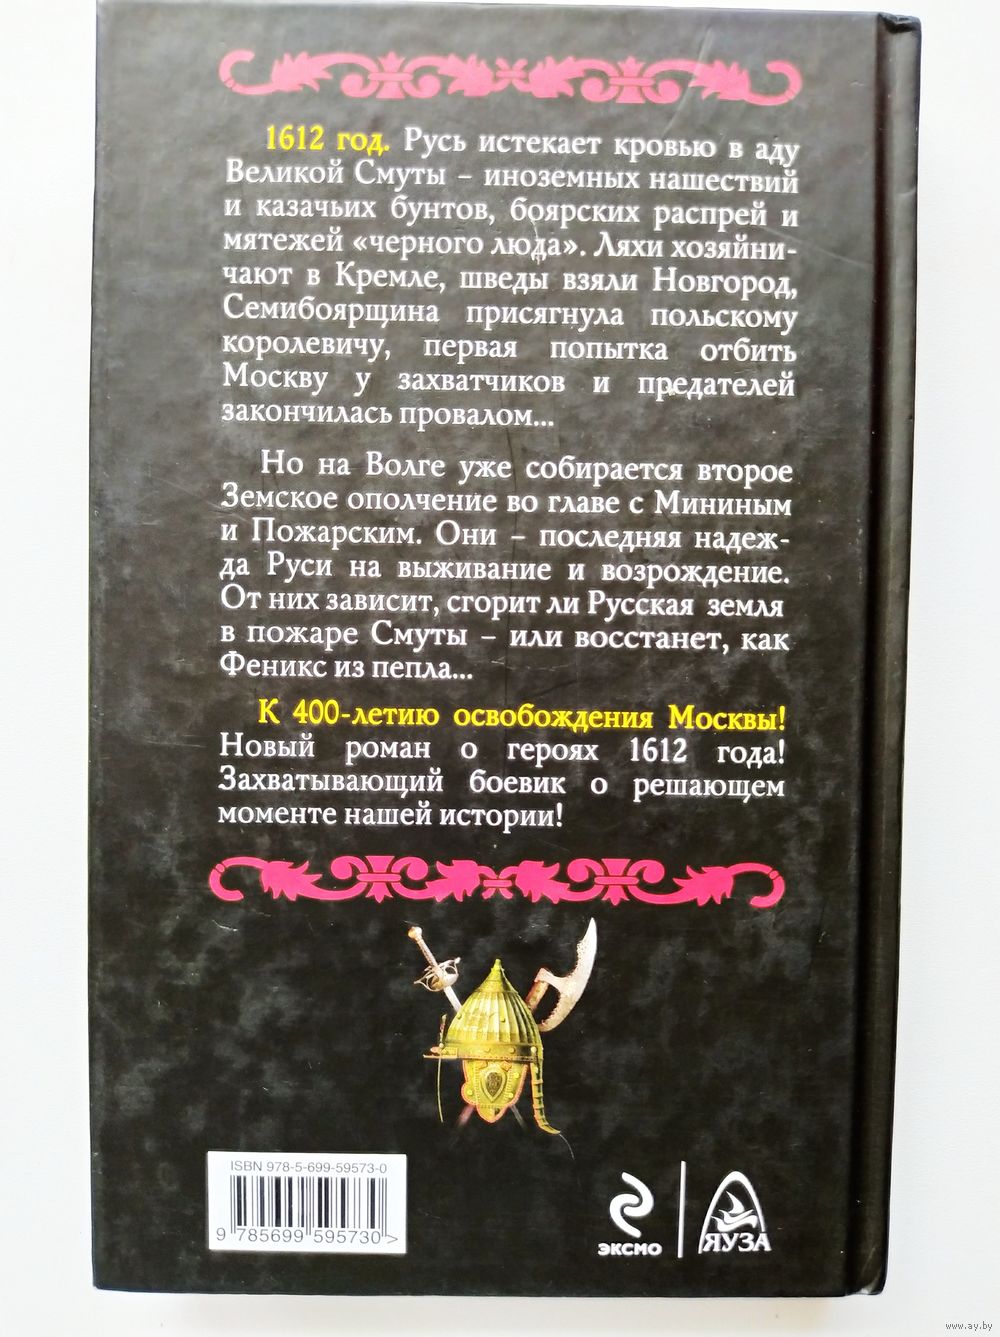 1612 год. Русь истекает кровью в аду
Великой Смуты – иноземных нашествий
и казачьих бунтов, боярских распрей и
мятежей «черного люда». Ляхи хозяйни-
чают в Кремле, шведы взяли Новгород,
Семибоярщина присягнула польскому
королевичу, первая попытка отбить
Москву у захватчиков и предателей
закончилась провалом...
Но на Волге уже собирается второе
Земское ополчение во главе с Мининым
и Пожарским. Они – последняя надеж-
да Руси на выживание и возрождение.
От них зависит, сгорит ли Русская земля
в пожаре Смуты – или восстанет, как
Феникс из пепла...
К 400-летию освобождения Москвы!
Новый роман о героях 1612 года!
Захватывающий боевик о решающем
моменте нашей истории!
ISBN 978-5-699-59573-0
9 785699 595730>
ЭКСМО
ЯУЗА
www.ay.by